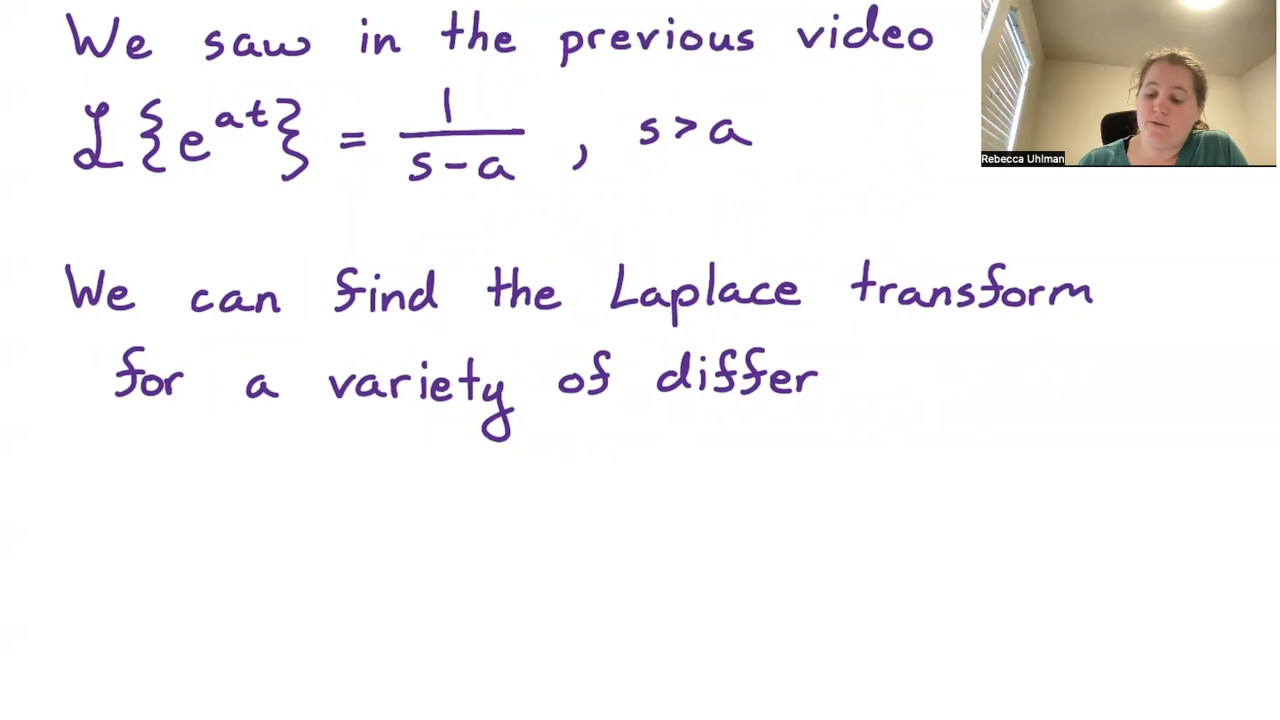 We saw in the previous video
ℒ{e^{at}} = 1/(s-a) , s>a
Rebecca Uhlman
We can find the Laplace transform
for a variety of differ